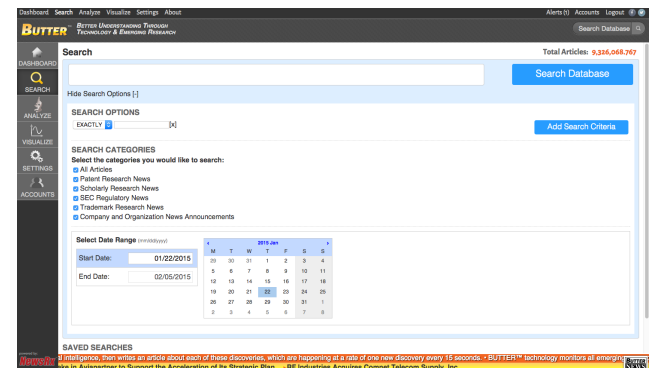 Dashboard Search Analyze Visualize Settings About
Alerts (1) Accounts Logout
BUTTER™ BETTER UNDERSTANDING THROUGH
TECHNOLOGY & EMERGING RESEARCH
Search Database
DASHBOARD
SEARCH
ANALYZE
VISUALIZE
SETTINGS
ACCOUNTS
Search
Total Articles: 9,326,068,767
Search Database
Hide Search Options [-]
SEARCH OPTIONS
EXACTLY [x]
Add Search Criteria
SEARCH CATEGORIES
Select the categories you would like to search:
All Articles
Patent Research News
Scholarly Research News
SEC Regulatory News
Trademark Research News
Company and Organization News Announcements
Select Date Range (mm/dd/yyyy)
Start Date: 01/22/2015
End Date: 02/05/2015
2015 Jan
M T W T F S S
29 30 31 1 2 3 4
5 6 7 8 9 10 11
12 13 14 15 16 17 18
19 20 21 22 23 24 25
26 27 28 29 30 31 1
2 3 4 5 6 7 8
SAVED SEARCHES
powered by
NewsRx
intelligence, then writes an article about each of these discoveries, which are happening at a rate of one new discovery every 15 seconds. • BUTTER™ technology monitors all emerging
ake in Aviapartner to Support the Acceleration of Its Strategic Plan RF Industries Acquires Comnet Telecom Supply, Inc.
BUTTER
NEWS